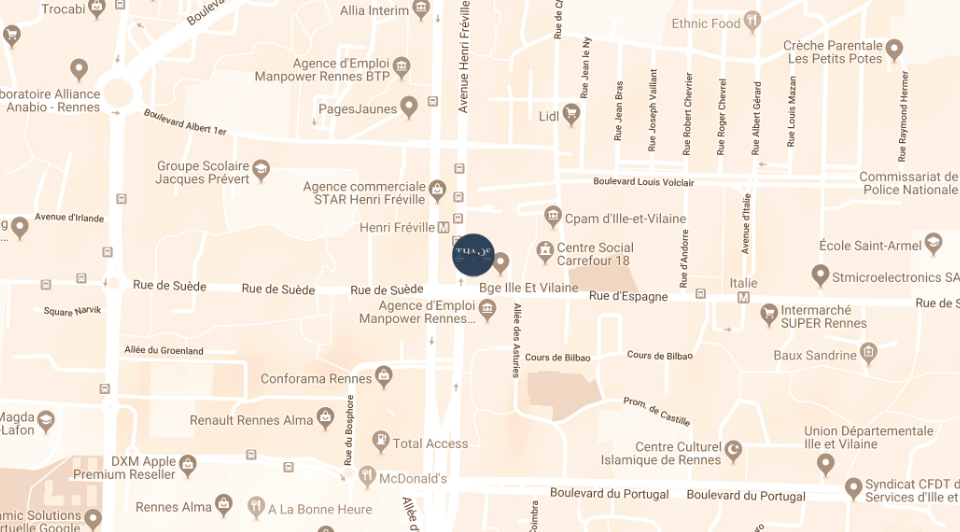 Trocabi
Boulevard
Allia Interim
Avenue Henri Fréville
Rue de C
Ethnic Food
Crèche Parentale
Les Petits Potes
Agence d'Emploi
Manpower Rennes BTP
Rue Jean le Ny
Rue Jean Bras
Rue Joseph Vaillant
Rue Robert Chevrier
Rue Roger Chevrel
Rue Albert Gérard
Rue Louis Mazan
Rue Raymond Hermer
boratoire Alliance
Anabio - Rennes
PagesJaunes
Lidl
Boulevard Albert 1er
Groupe Scolaire
Jacques Prévert
Agence commerciale
STAR Henri Fréville
Boulevard Louis Volclair
Commissariat de
Police Nationale
Avenue d'Irlande
Henri Fréville M
Cpam d'Ille-et-Vilaine
Avenue d'Italie
Rue d'Andorre
Centre Social
Carrefour 18
École Saint-Armel
Stmicroelectronics SA
Rue de Suède
Rue de Suède
Rue de Suède
Bge Ille Et Vilaine
Rue d'Espagne
Italie
M
Rue de S
Square Narvik
Agence d'Emploi
Manpower Rennes...
Allée des Asturies
Intermarché
SUPER Rennes
Allée du Groenland
Cours de Bilbao
Cours de Bilbao
Baux Sandrine
Conforama Rennes
Rue du Bosphore
Prom. de Castille
Magda
-Lafon
Renault Rennes Alma
Total Access
Centre Culturel
Islamique de Rennes
Union Départementale
Ille et Vilaine
DXM Apple
Premium Reseller
McDonald's
Syndicat CFDT d
Services d'Ille et
Boulevard du Portugal
Boulevard du Portugal
Rennes Alma
A La Bonne Heure
Allée d'
oimbra
amic Solutions
rtuelle Google